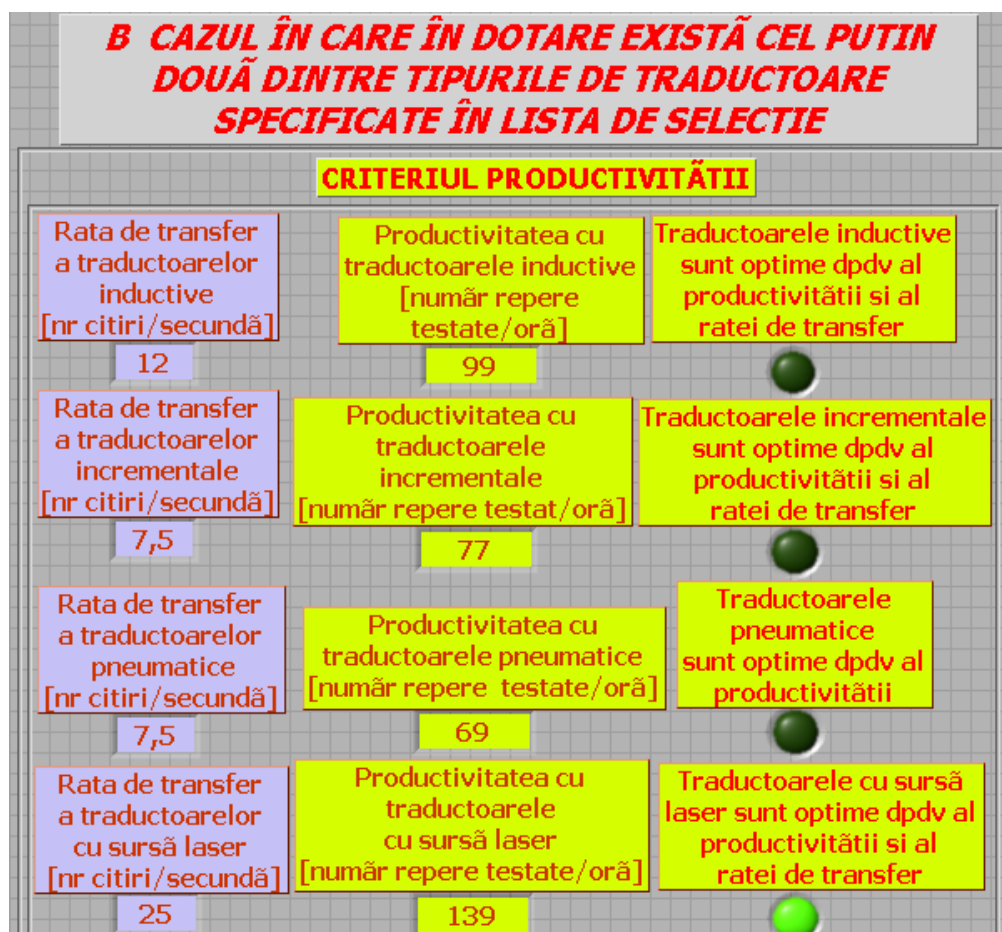 B CAZUL ÎN CARE ÎN DOTARE EXISTÃ CEL PUTIN
DOUÃ DINTRE TIPURILE DE TRADUCTOARE
SPECIFICATE ÎN LISTA DE SELECTIE
CRITERIUL PRODUCTIVITÃTII
Rata de transfer
a traductoarelor
inductive
[nr citiri/secundã]
12
Productivitatea cu
traductoarele inductive
[numãr repere
testate/orã]
99
Traductoarele inductive
sunt optime dpdv al
productivitãtii si al
ratei de transfer
Rata de transfer
a traductoarelor
incrementale
[nr citiri/secundã]
7,5
Productivitatea cu
traductoarele
incrementale
[numãr repere testat/orã]
77
Traductoarele incrementale
sunt optime dpdv al
productivitãtii si al
ratei de transfer
Rata de transfer
a traductoarelor
pneumatice
[nr citiri/secundã]
7,5
Productivitatea cu
traductoarele pneumatice
[numãr repere testate/orã]
69
Traductoarele
pneumatice
sunt optime dpdv al
productivitãtii
Rata de transfer
a traductoarelor
cu sursã laser
[nr citiri/secundã]
25
Productivitatea cu
traductoarele
cu sursã laser
[numãr repere testate/orã]
139
Traductoarele cu sursã
laser sunt optime dpdv al
productivitãtii si al
ratei de transfer